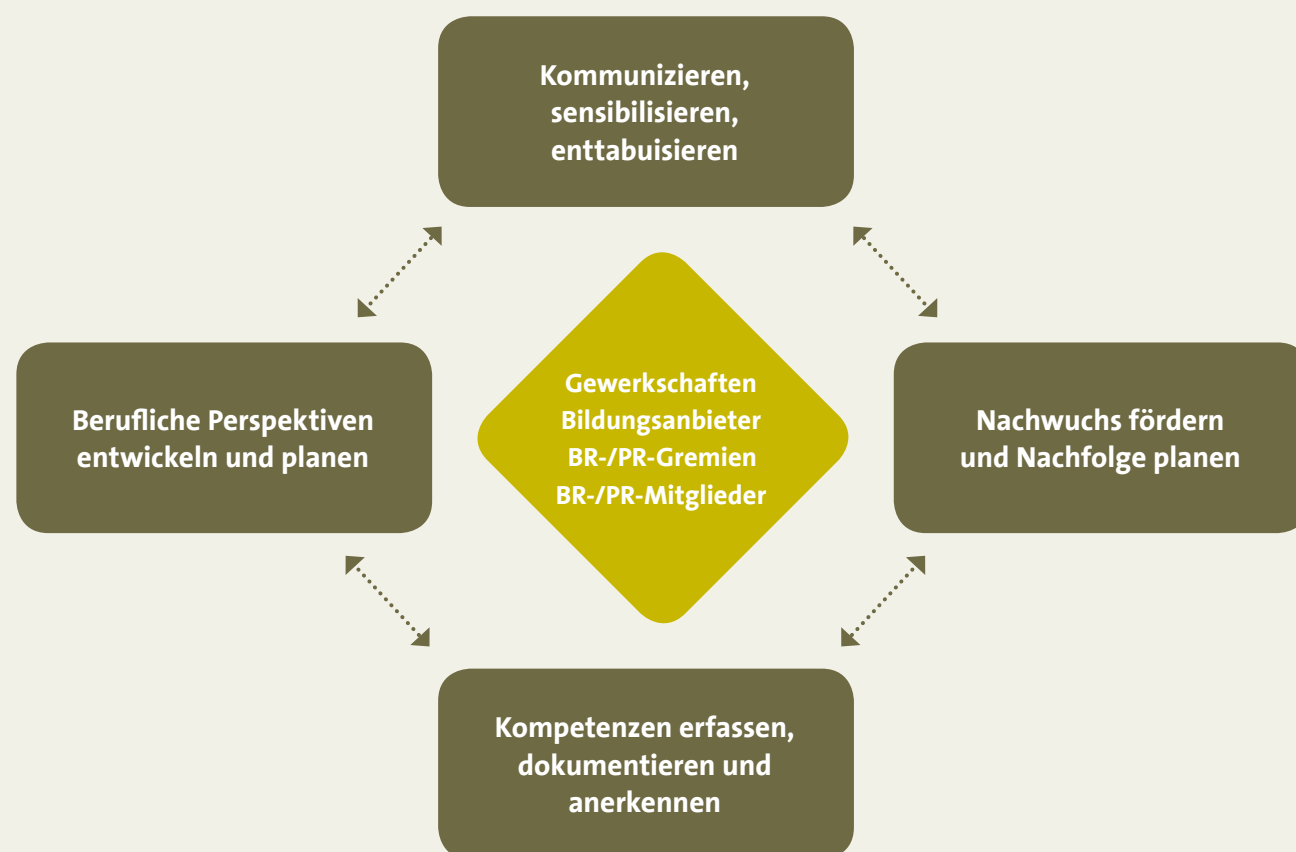 Kommunizieren,
sensibilisieren,
enttabuisieren
Berufliche Perspektiven
entwickeln und planen
Gewerkschaften
Bildungsanbieter
BR-/PR-Gremien
BR-/PR-Mitglieder
Nachwuchs fördern
und Nachfolge planen
Kompetenzen erfassen,
dokumentieren und
anerkennen